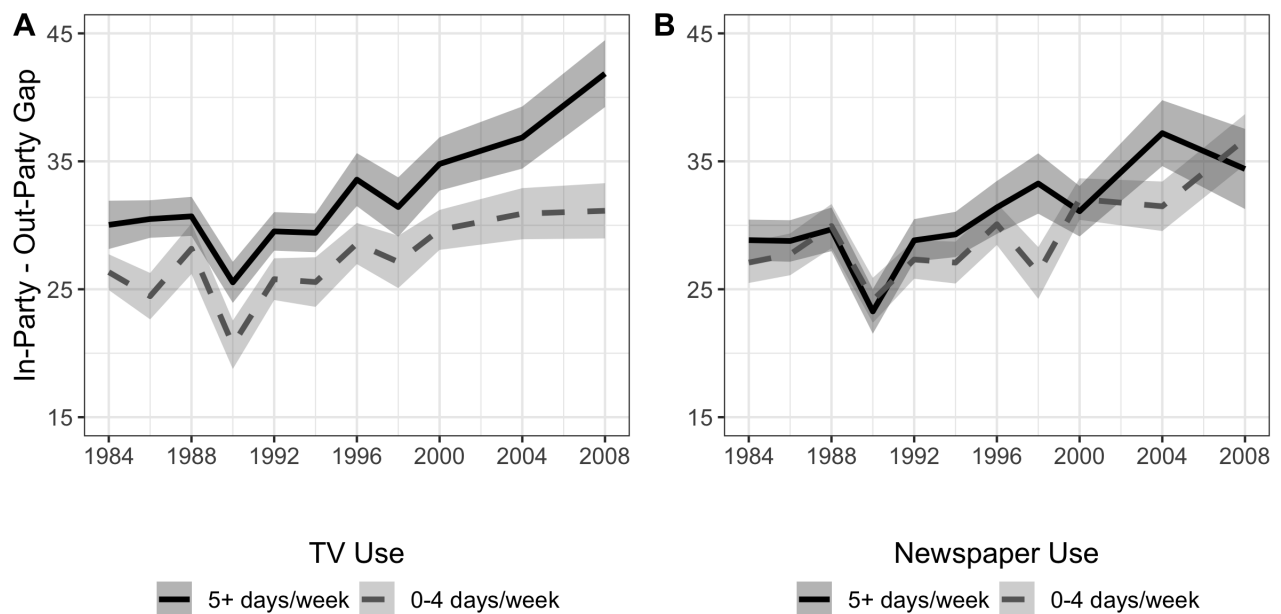 A
B
In-Party - Out-Party Gap
45
35
25
15
1984 1988 1992 1996 2000 2004 2008
45
35
25
15
1984 1988 1992 1996 2000 2004 2008
TV Use
5+ days/week 0-4 days/week
Newspaper Use
5+ days/week 0-4 days/week